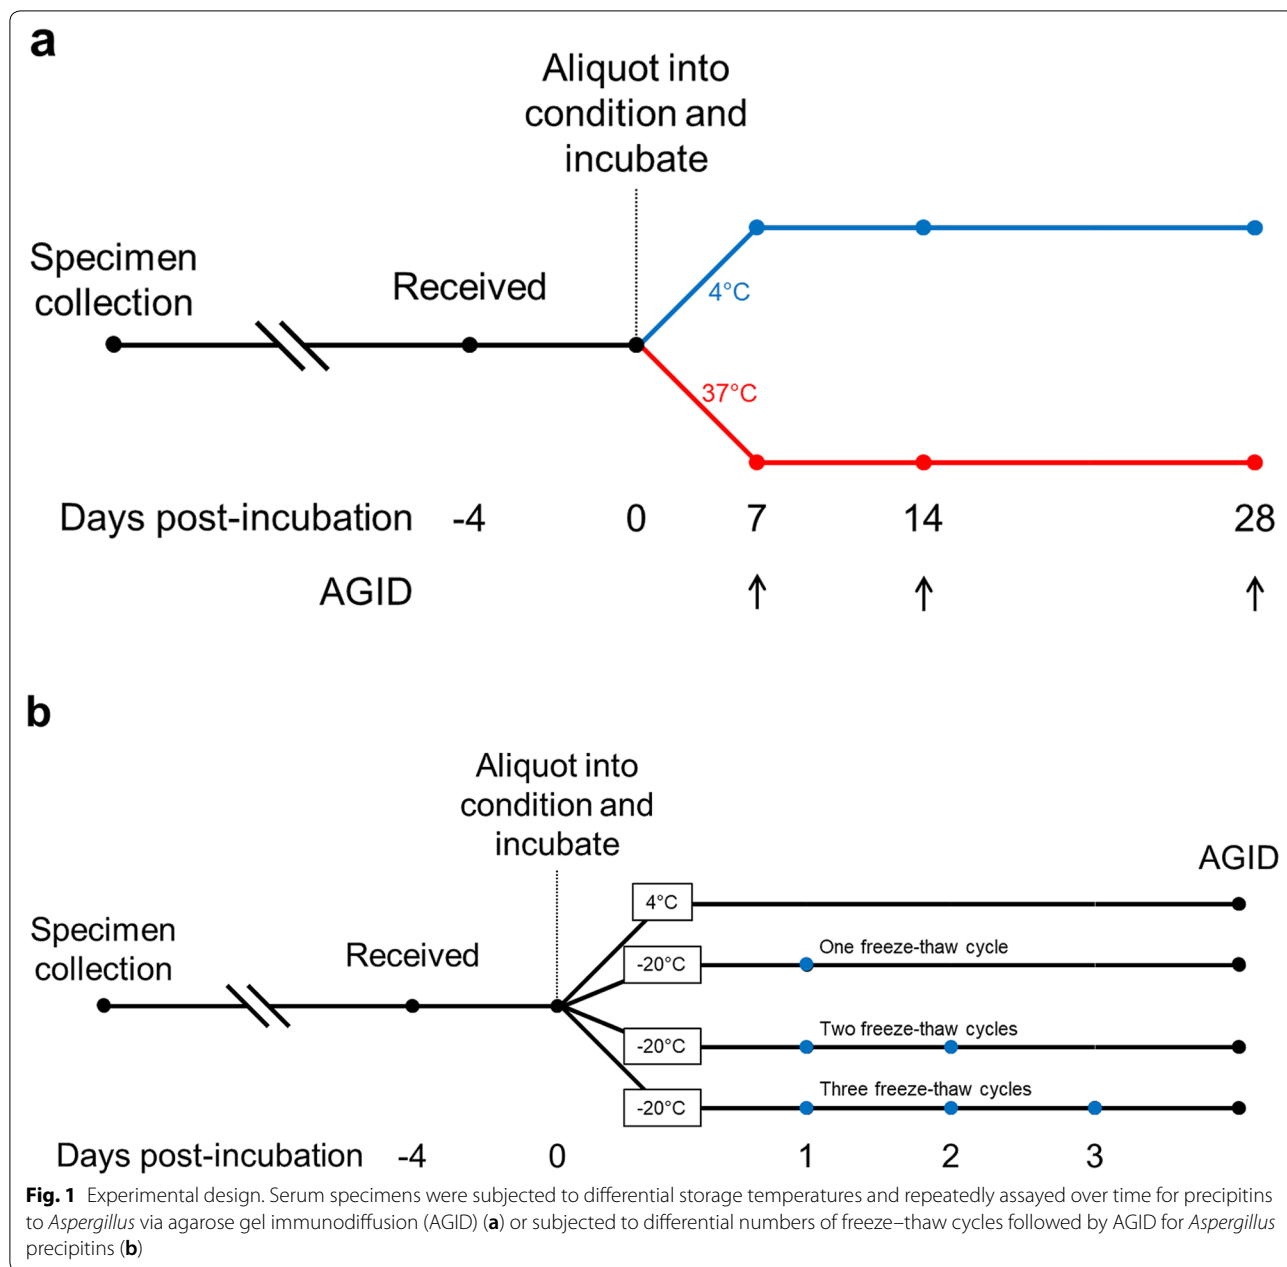 a
Aliquot into
condition and
incubate
Specimen
collection
Received
4°C
37°C
Days post-incubation -4 0 7 14 28
AGID
b
Aliquot into
condition and
incubate
AGID
Specimen
collection
Received
4°C
-20°C
One freeze-thaw cycle
-20°C
Two freeze-thaw cycles
-20°C
Three freeze-thaw cycles
Days post-incubation -4 0 1 2 3
Fig. 1 Experimental design. Serum specimens were subjected to differential storage temperatures and repeatedly assayed over time for precipitins
to Aspergillus via agarose gel immunodiffusion (AGID) (a) or subjected to differential numbers of freeze–thaw cycles followed by AGID for Aspergillus
precipitins (b)